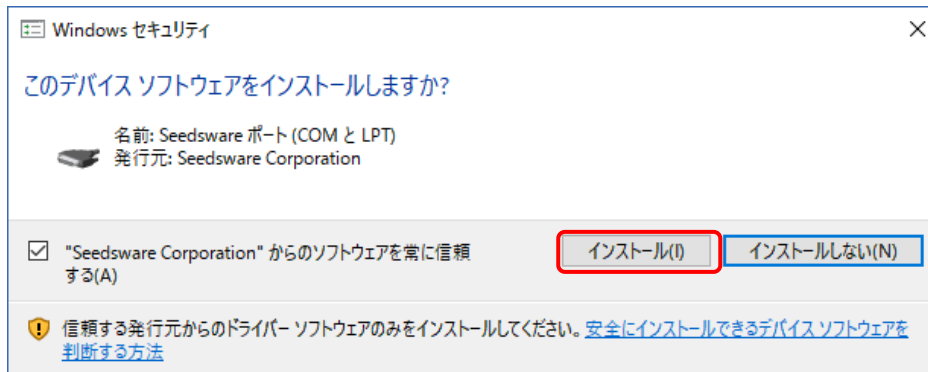 Windows セキュリティ
このデバイス ソフトウェアをインストールしますか?
名前: Seedsware ポート (COM と LPT)
発行元: Seedsware Corporation
"Seedsware Corporation" からのソフトウェアを常に信頼
する(A)
インストール(I)
インストールしない(N)
信頼する発行元からのドライバー ソフトウェアのみをインストールしてください。安全にインストールできるデバイス ソフトウェアを
判断する方法